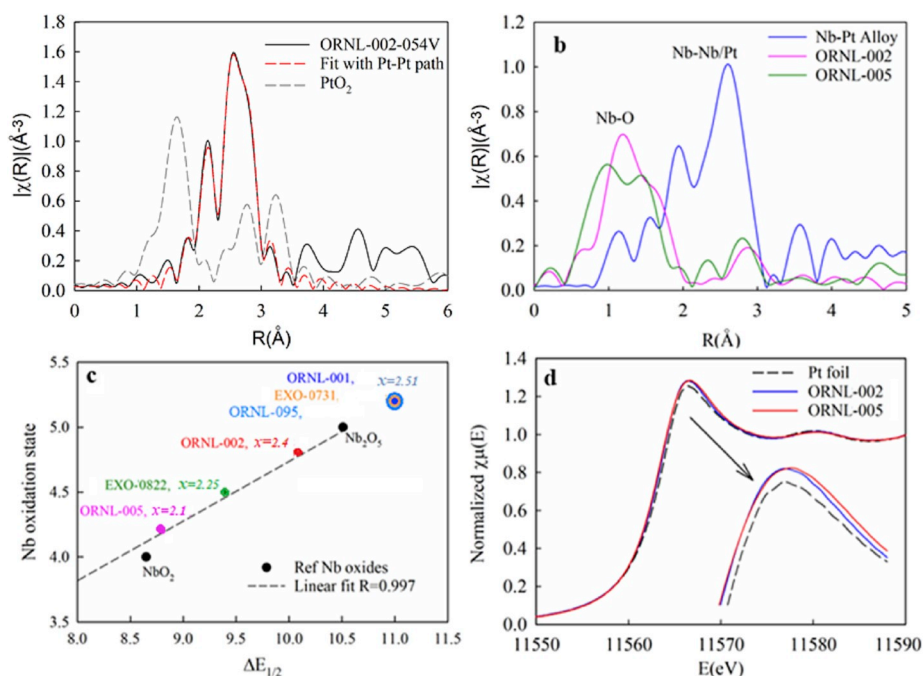 1.8
1.6
1.4
1.2
1.0
0.8
0.6
0.4
0.2
0.0
|χ(R)|(Å-3)
ORNL-002-054V
Fit with Pt-Pt path
PtO2
0 1 2 3 4 5 6
R(Å)
b
1.2
1.0
0.8
0.6
0.4
0.2
0.0
|χ(R)|(Å-3)
Nb-Pt Alloy
ORNL-002
ORNL-005
Nb-Nb/Pt
Nb-O
0 1 2 3 4 5
R(Å)
c
5.5
5.0
4.5
4.0
3.5
Nb oxidation state
ORNL-001, x=2.51
EXO-0731
ORNL-095,
Nb2O5
ORNL-002, x=2.4
EXO-0822 x=2.25
ORNL-005, x=2.1
NbO2
Ref Nb oxides
Linear fit R=0.997
8.0 8.5 9.0 9.5 10.0 10.5 11.0
ΔE1/2
d
1.4
1.2
1.0
0.8
0.6
0.4
0.2
0.0
Normalized χμ(E)
Pt foil
ORNL-002
ORNL-005
11550 11560 11570 11580 11590
E(eV)